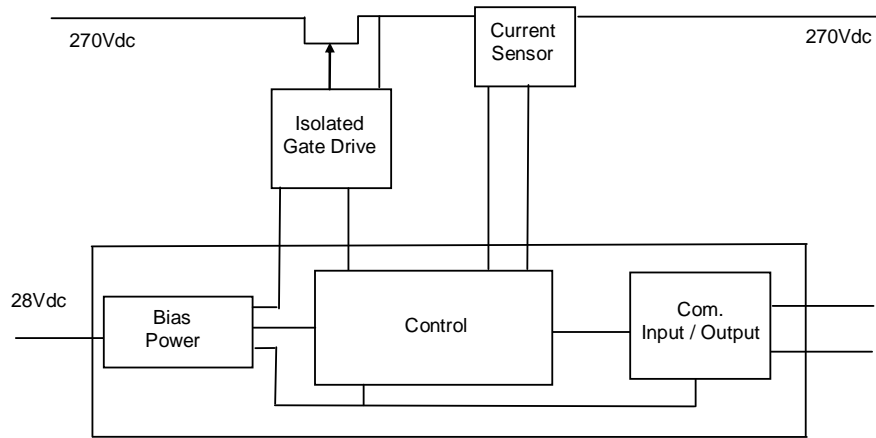 270Vdc
Current
Sensor
270Vdc
Isolated
Gate Drive
28Vdc
Bias
Power
Control
Com.
Input / Output